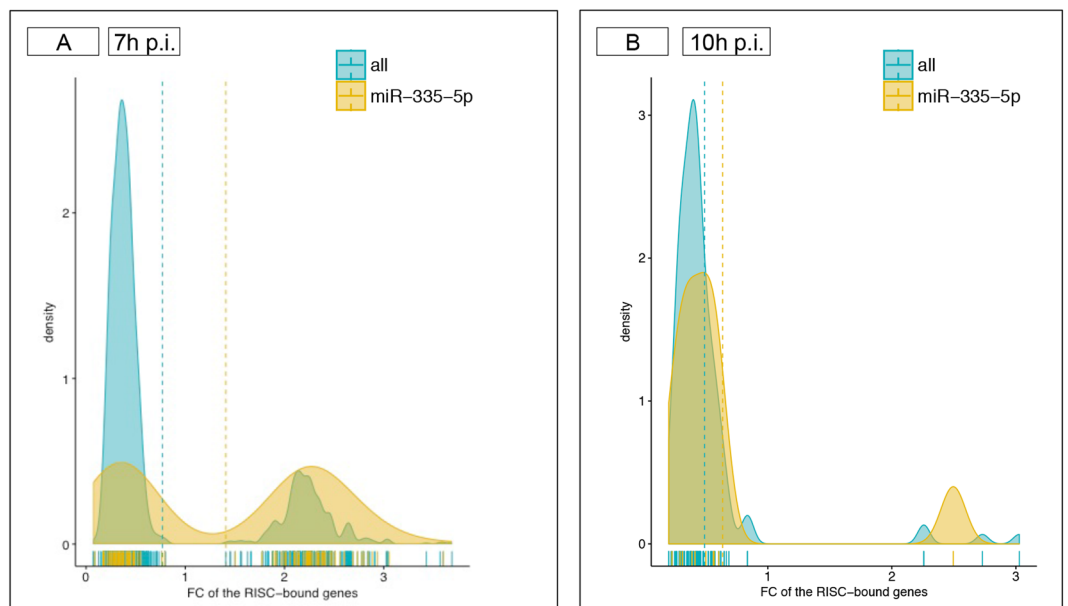 A 7h p.i.
all
miR-335-5p
2
1
0
density
0 1 2 3
FC of the RISC-bound genes
B 10h p.i.
all
miR-335-5p
3
2
1
0
density
1 2 3
FC of the RISC-bound genes